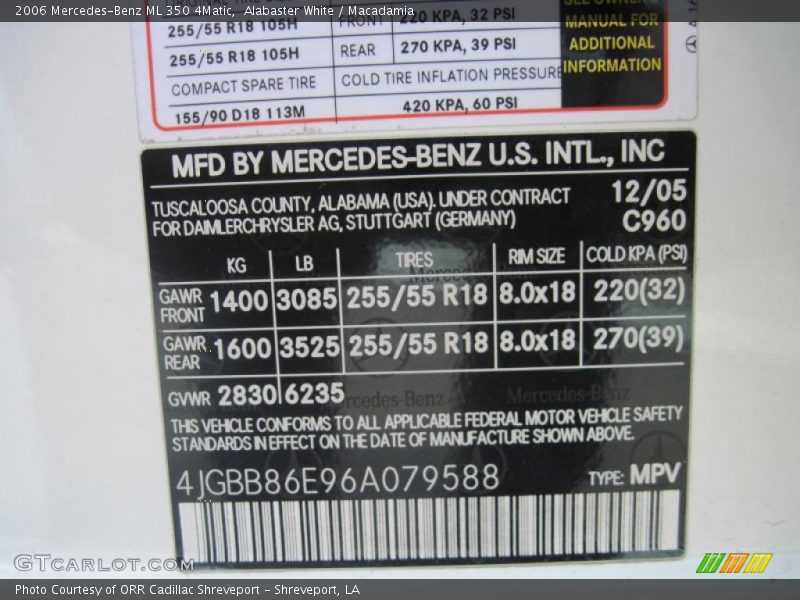 2006 Mercedes-Benz ML 350 4Matic, Alabaster White / Macadamia
255/55 R18 105H FRONT 220 KPA, 32 PSI
255/55 R18 105H REAR 270 KPA, 39 PSI
COMPACT SPARE TIRE COLD TIRE INFLATION PRESSURE
155/90 D18 113M 420 KPA, 60 PSI
SEE OWNER'S
MANUAL FOR
ADDITIONAL
INFORMATION
MFD BY MERCEDES-BENZ U.S. INTL., INC
TUSCALOOSA COUNTY, ALABAMA (USA). UNDER CONTRACT 12/05
FOR DAIMLERCHRYSLER AG, STUTTGART (GERMANY) C960
KG LB TIRES RIM SIZE COLD KPA (PSI)
GAWR FRONT 1400 3085 255/55 R18 8.0x18 220(32)
GAWR REAR 1600 3525 255/55 R18 8.0x18 270(39)
GVWR 2830 6235
THIS VEHICLE CONFORMS TO ALL APPLICABLE FEDERAL MOTOR VEHICLE SAFETY
STANDARDS IN EFFECT ON THE DATE OF MANUFACTURE SHOWN ABOVE.
4JGBB86E96A079588 TYPE: MPV
GTcarlot.com
Photo Courtesy of ORR Cadillac Shreveport - Shreveport, LA